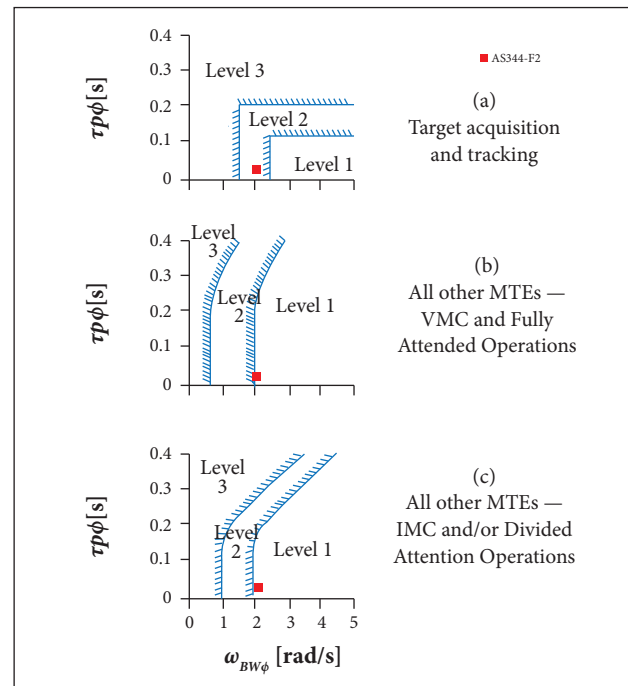 0.4
0.3
0.2
0.1
0
τpϕ[s]
Level 3
Level 2
Level 1
AS344-F2
(a)
Target acquisition
and tracking
0.4
0.3
0.2
0.1
0
τpϕ[s]
Level
3
Level
2
Level 1
(b)
All other MTEs —
VMC and Fully
Attended Operations
0.4
0.3
0.2
0.1
0
τpϕ[s]
Level
3
Level
2
Level 1
(c)
All other MTEs —
IMC and/or Divided
Attention Operations
0 1 2 3 4 5
ω_BWϕ [rad/s]